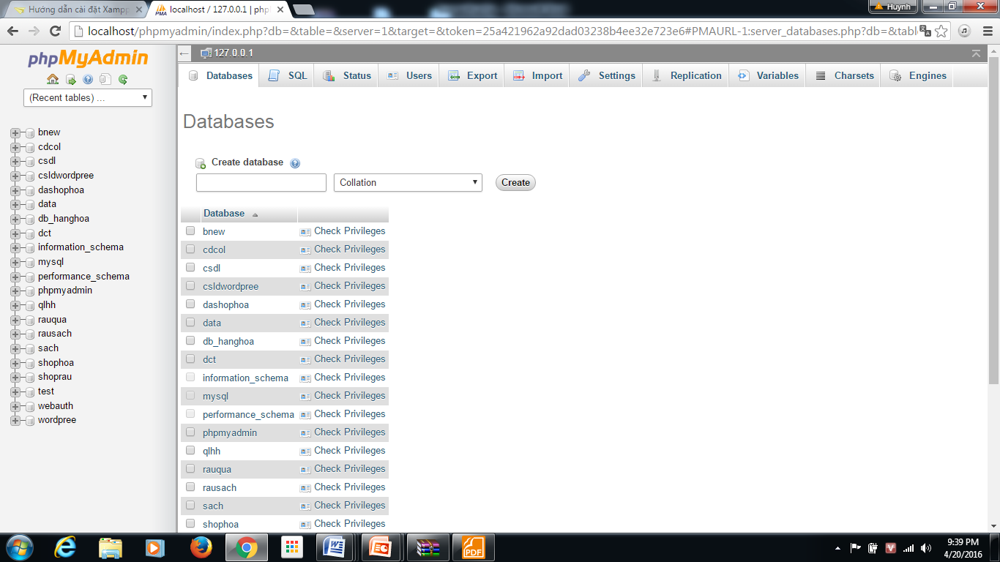 Hướng dẫn cài đặt Xampp
localhost / 127.0.0.1 | php
Huynh
localhost/phpmyadmin/index.php?db=&table=&server=1&target=&token=25a421962a92dad03238b4ee32e723e6#PMAURL-1:server_databases.php?db=&tabl
phpMyAdmin
(Recent tables) ...
bnew
cdcol
csdl
csldwordpree
dashophoa
data
db_hanghoa
dct
information_schema
mysql
performance_schema
phpmyadmin
qlhh
rauqua
rausach
sach
shophoa
shoprau
test
webauth
wordpree
127.0.0.1
Databases SQL Status Users Export Import Settings Replication Variables Charsets Engines
Databases
Create database
Collation Create
Database
bnew Check Privileges
cdcol Check Privileges
csdl Check Privileges
csldwordpree Check Privileges
dashophoa Check Privileges
data Check Privileges
db_hanghoa Check Privileges
dct Check Privileges
information_schema Check Privileges
mysql Check Privileges
performance_schema Check Privileges
phpmyadmin Check Privileges
qlhh Check Privileges
rauqua Check Privileges
rausach Check Privileges
sach Check Privileges
shophoa Check Privileges
PDF
V
9:39 PM
4/20/2016